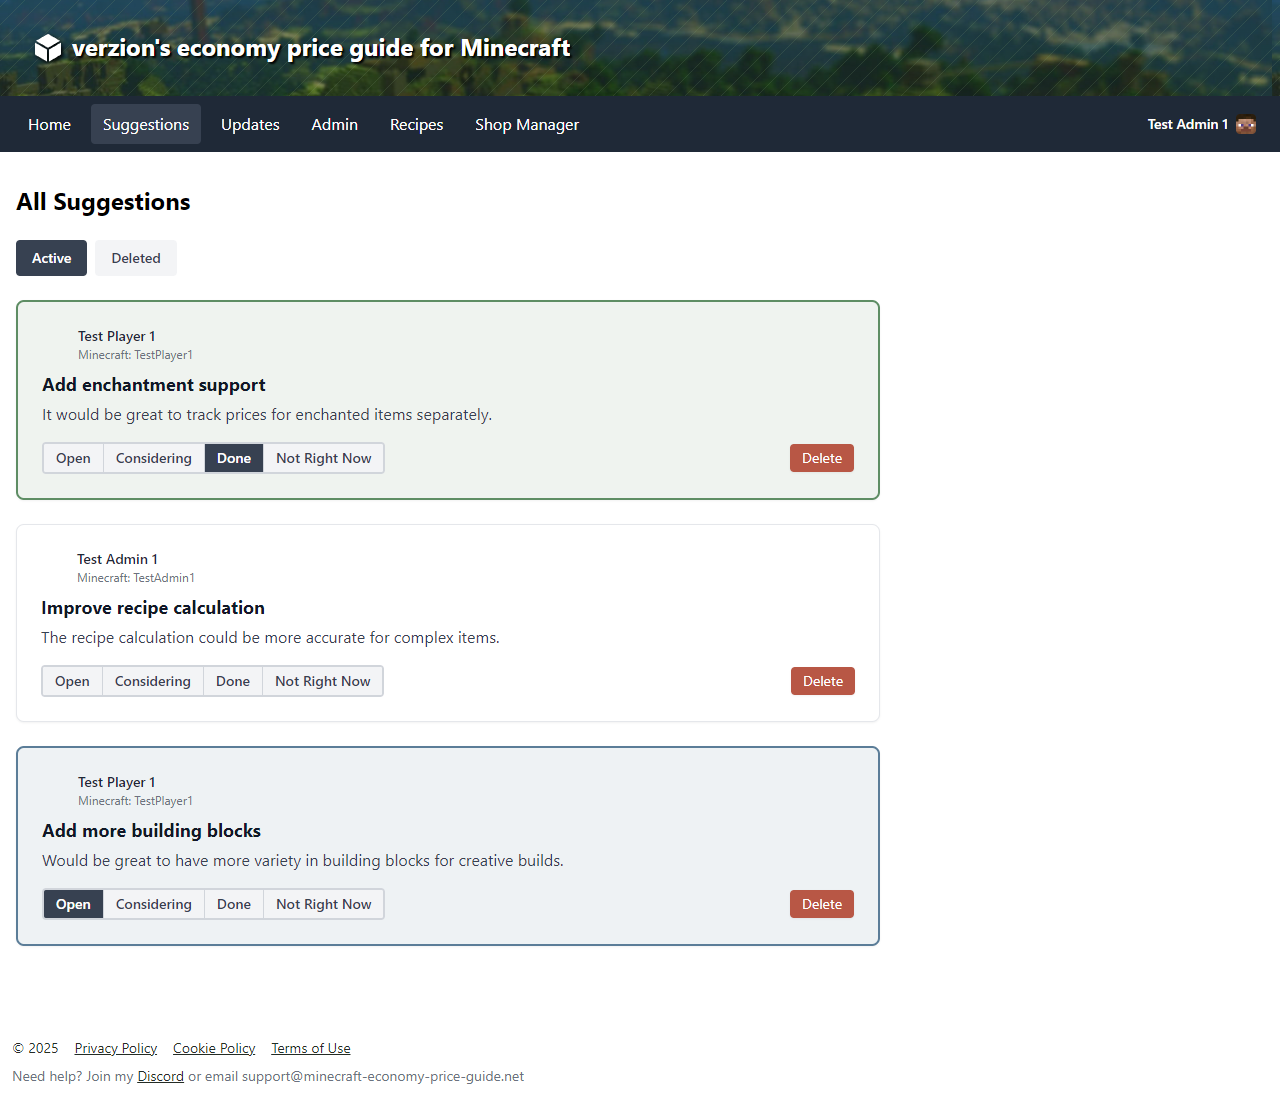 verzion's economy price guide for Minecraft
Home Suggestions Updates Admin Recipes Shop Manager Test Admin 1
All Suggestions
Active Deleted
Test Player 1
Minecraft: TestPlayer1
Add enchantment support
It would be great to track prices for enchanted items separately.
Open Considering Done Not Right Now Delete
Test Admin 1
Minecraft: TestAdmin1
Improve recipe calculation
The recipe calculation could be more accurate for complex items.
Open Considering Done Not Right Now Delete
Test Player 1
Minecraft: TestPlayer1
Add more building blocks
Would be great to have more variety in building blocks for creative builds.
Open Considering Done Not Right Now Delete
© 2025 Privacy Policy Cookie Policy Terms of Use
Need help? Join my Discord or email support@minecraft-economy-price-guide.net